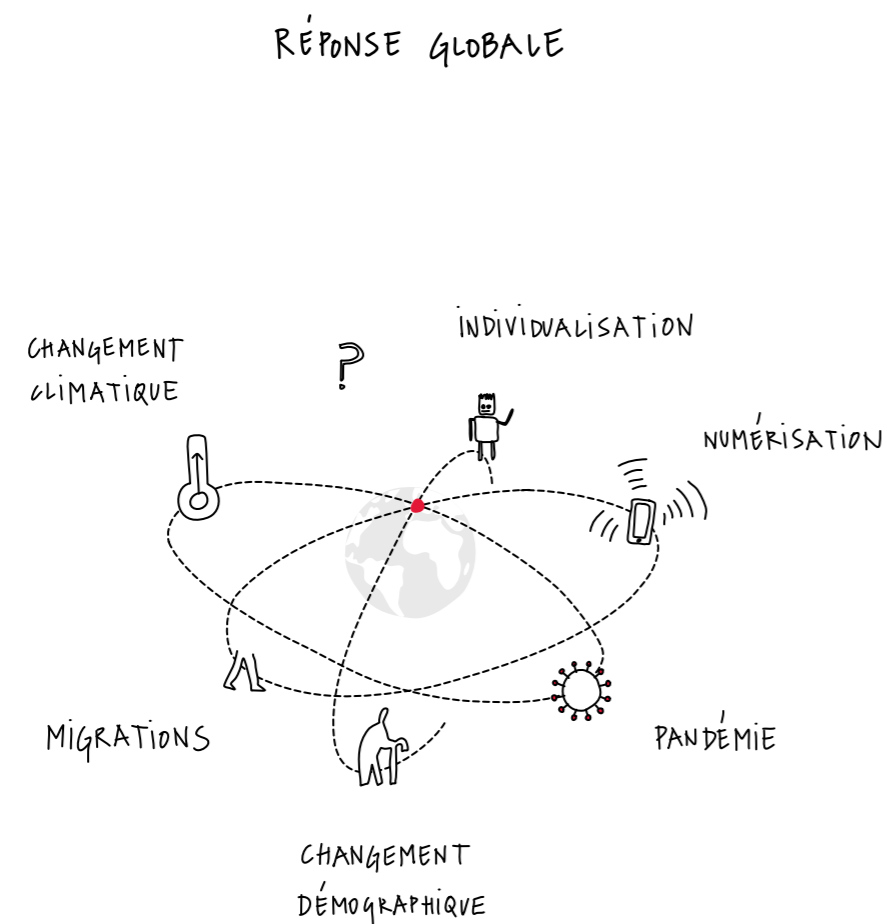 RÉPONSE GLOBALE
INDIVIDUALISATION
CHANGEMENT
CLIMATIQUE
?
NUMÉRISATION
MIGRATIONS
PANDÉMIE
CHANGEMENT
DÉMOGRAPHIQUE